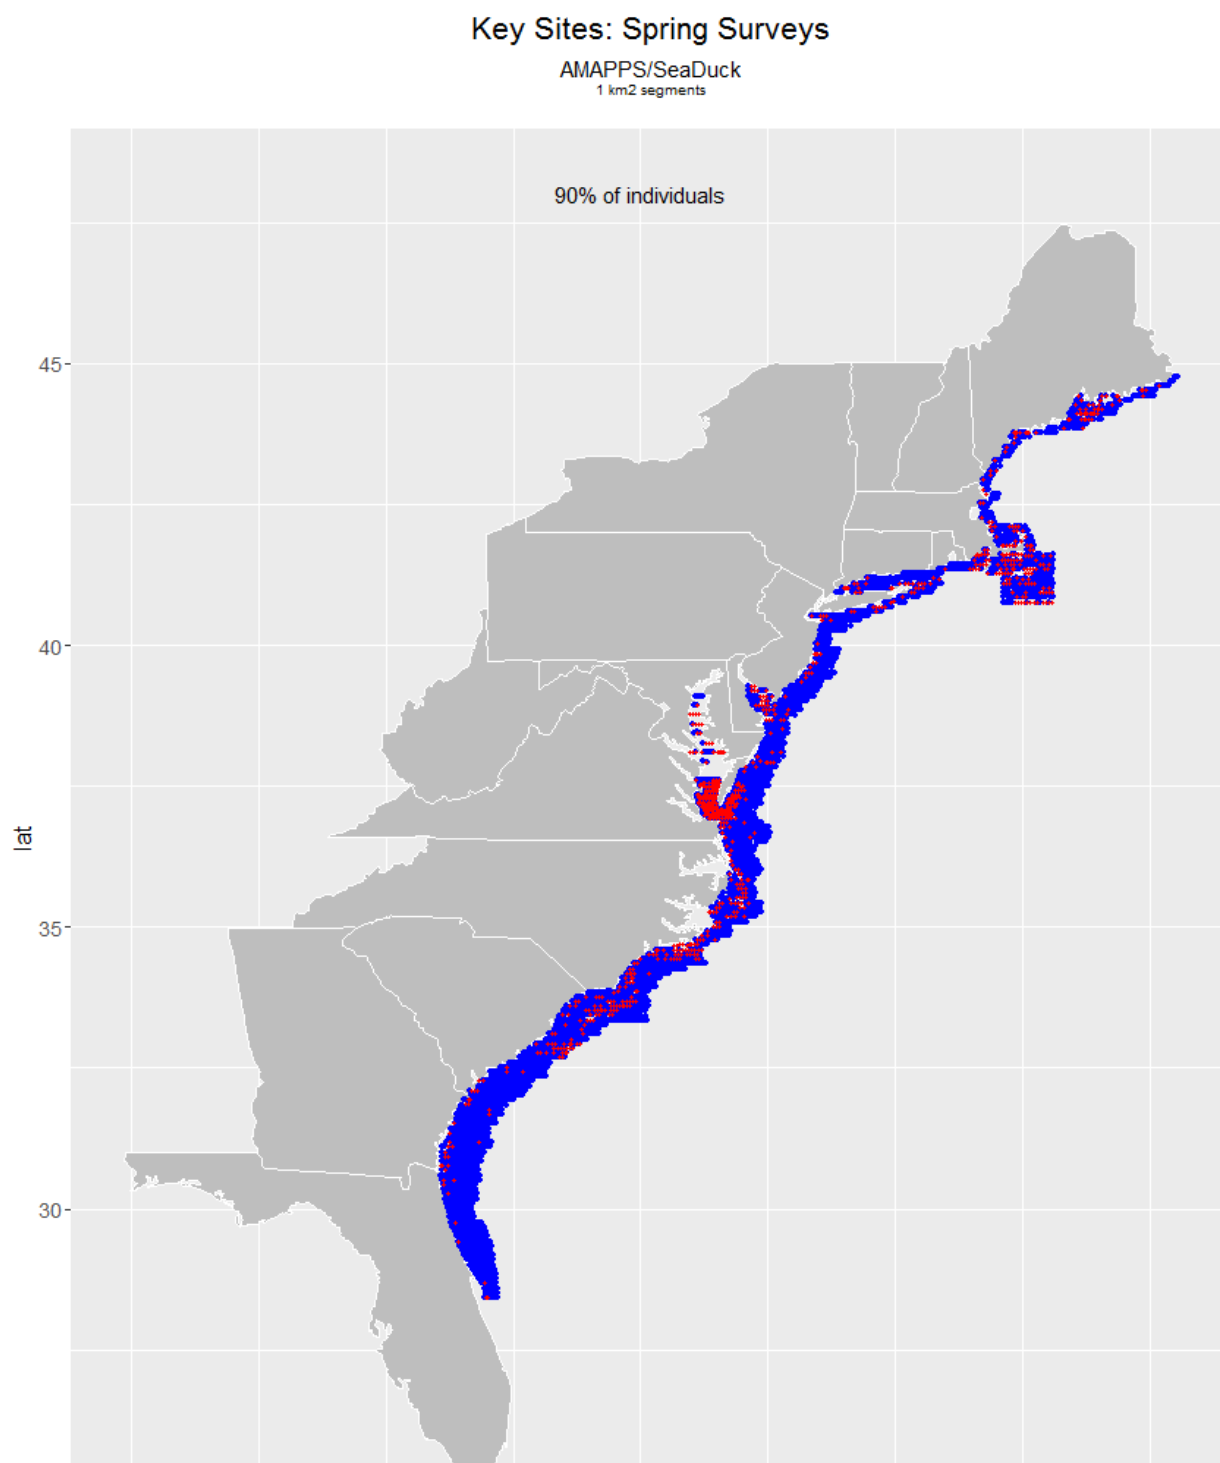 Key Sites: Spring Surveys
AMAPPS/SeaDuck
1 km2 segments
90% of individuals
45
40
35
30
lat